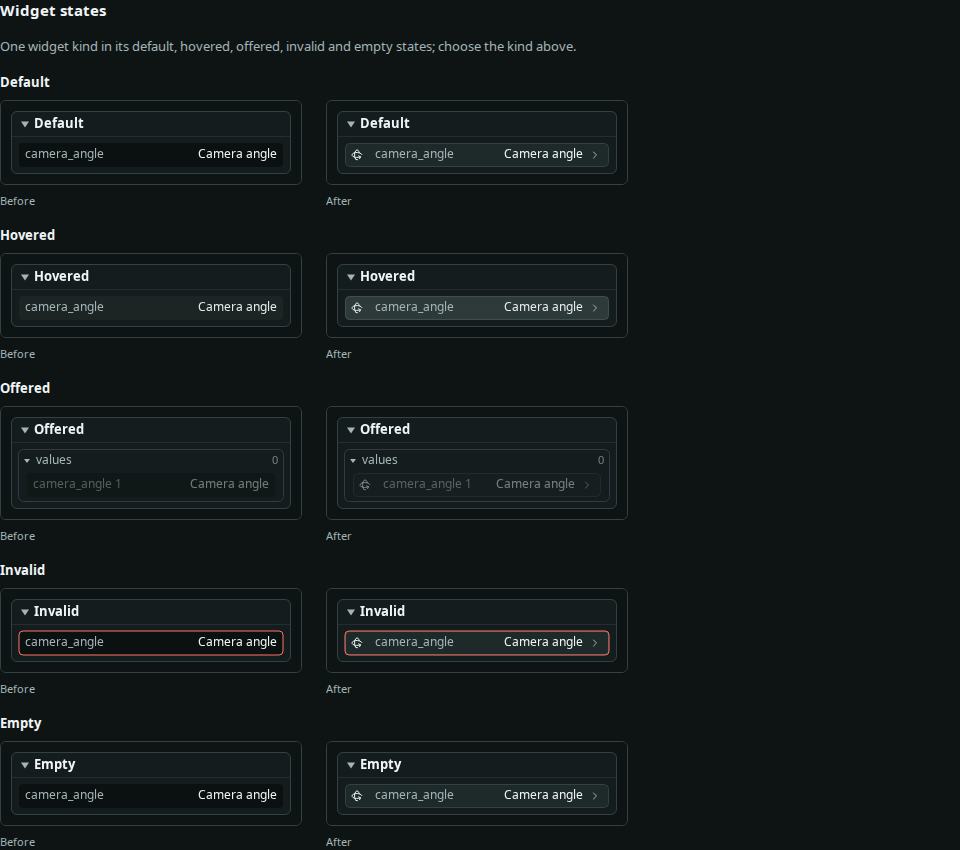 Widget states
One widget kind in its default, hovered, offered, invalid and empty states; choose the kind above.
Default
Default
camera_angle Camera angle
Before
Default
camera_angle Camera angle
After
Hovered
Hovered
camera_angle Camera angle
Before
Hovered
camera_angle Camera angle
After
Offered
Offered
values 0
camera_angle 1 Camera angle
Before
Offered
values 0
camera_angle 1 Camera angle
After
Invalid
Invalid
camera_angle Camera angle
Before
Invalid
camera_angle Camera angle
After
Empty
Empty
camera_angle Camera angle
Before
Empty
camera_angle Camera angle
After